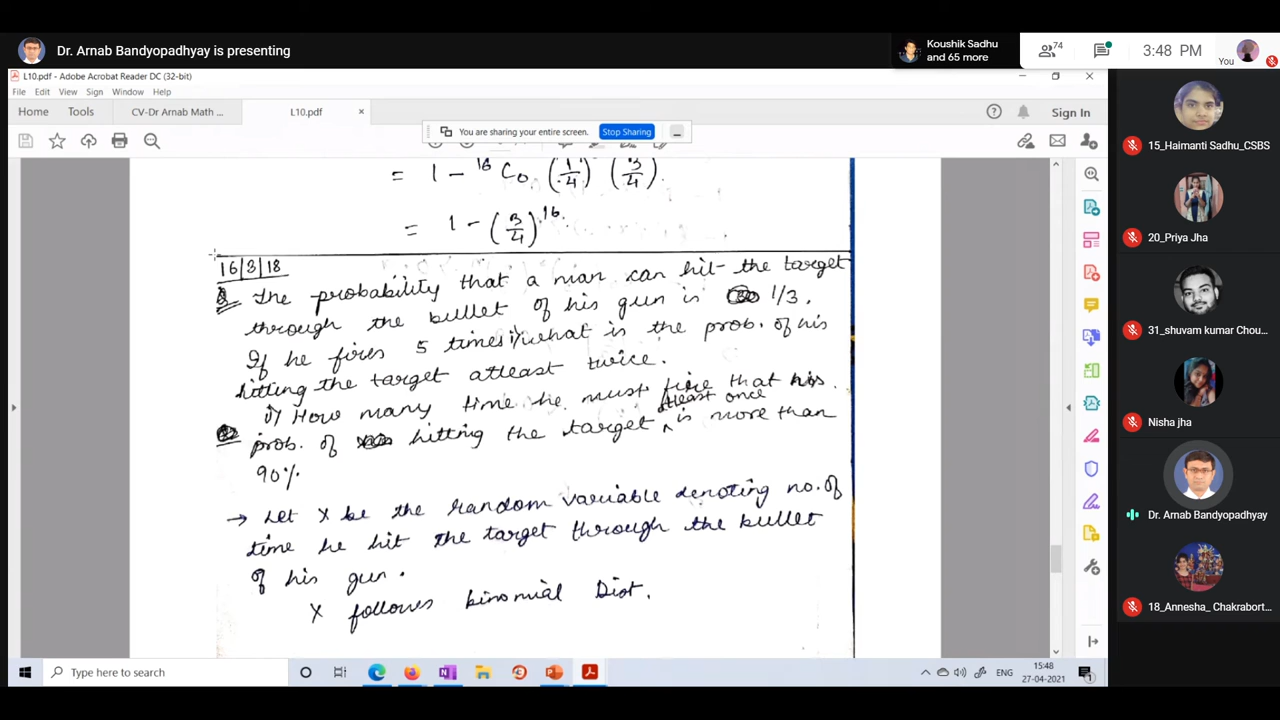 Dr. Arnab Bandyopadhyay is presenting
Koushik Sadhu
and 65 more
74
3:48 PM
You
L10.pdf - Adobe Acrobat Reader DC (32-bit)
File Edit View Sign Window Help
Home Tools CV-Dr Arnab Math ... L10.pdf × Sign In
You are sharing your entire screen. Stop Sharing
= 1 - 16 C0 (1/4) (3/4)
= 1 - (3/4)^16.
16|3|18
Q The probability that a man can hit the target
through the bullet of his gun is 1/3.
If he fires 5 times i) what is the prob. of his
hitting the target atleast twice.
ii) How many time he must fire that his
atleast once
prob. of hitting the target ^ is more than
90%
→ Let X be the random variable denoting no. of
time he hit the target through the bullet
of his gun.
X follows binomial Dist.
15_Haimanti Sadhu_CSBS
20_Priya Jha
31_shuvam kumar Chou...
Nisha jha
Dr. Arnab Bandyopadhyay
18_Annesha_ Chakrabort...
Type here to search
ENG
15:48
27-04-2021
1